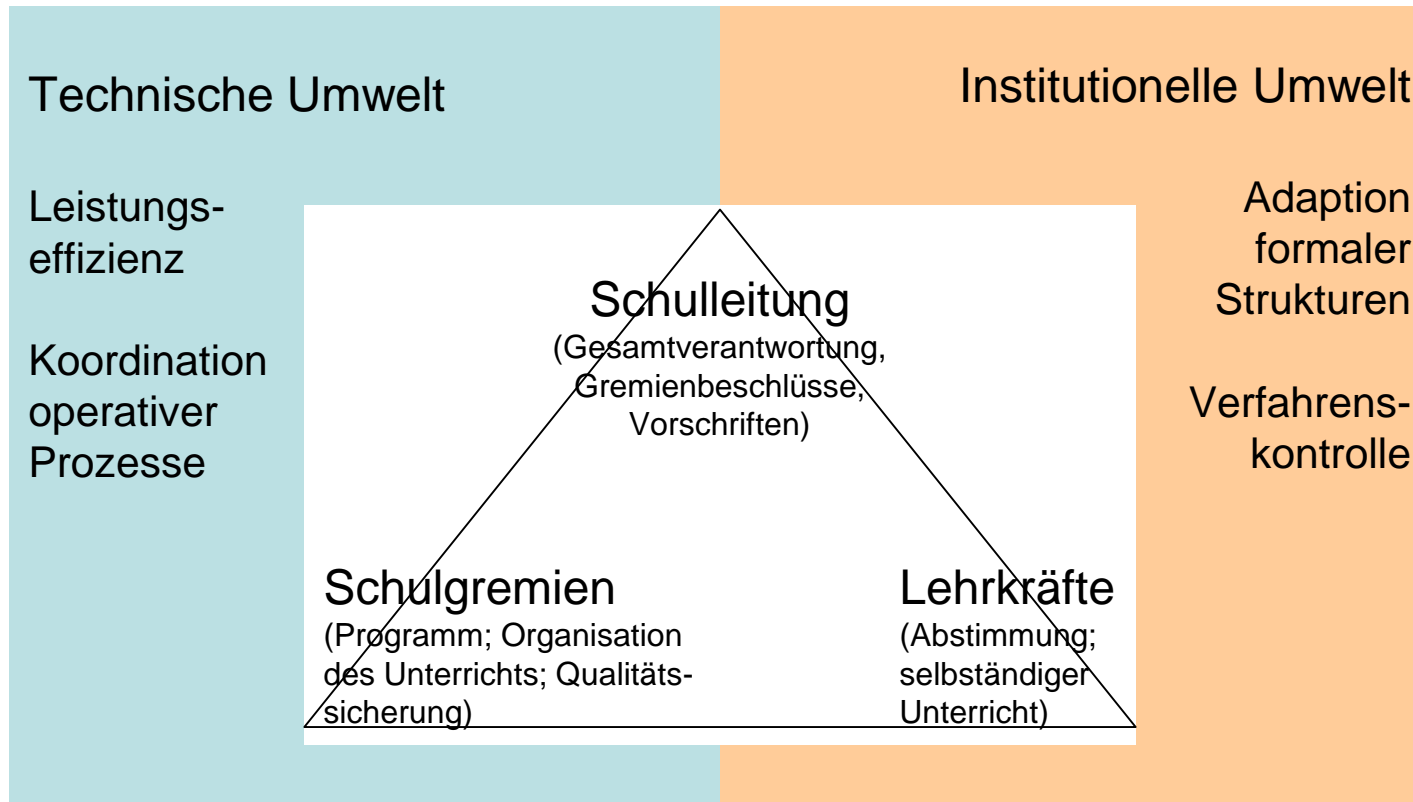 Technische Umwelt
Leistungs-
effizienz
Koordination
operativer
Prozesse
Institutionelle Umwelt
Adaption
formaler
Strukturen
Verfahrens-
kontrolle
Schulleitung
(Gesamtverantwortung,
Gremienbeschlüsse,
Vorschriften)
Schulgremien
(Programm; Organisation
des Unterrichts; Qualitäts-
sicherung)
Lehrkräfte
(Abstimmung;
selbständiger
Unterricht)